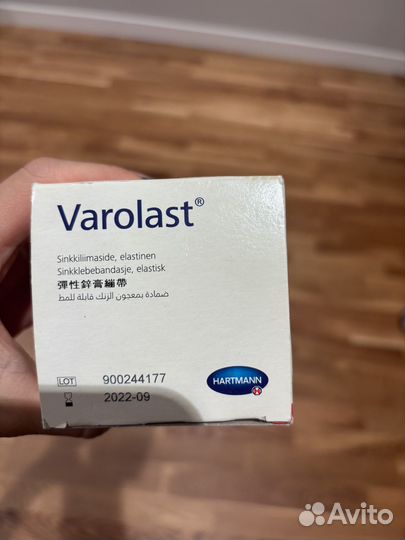 Varolast®
Sinkkiliimaside, elastinen
Sinkklebebandasje, elastisk
彈性鋅膏繃帶
ضمادة بمعجون الزنك قابلة للمط
LOT 900244177
2022-09
HARTMANN
Avito